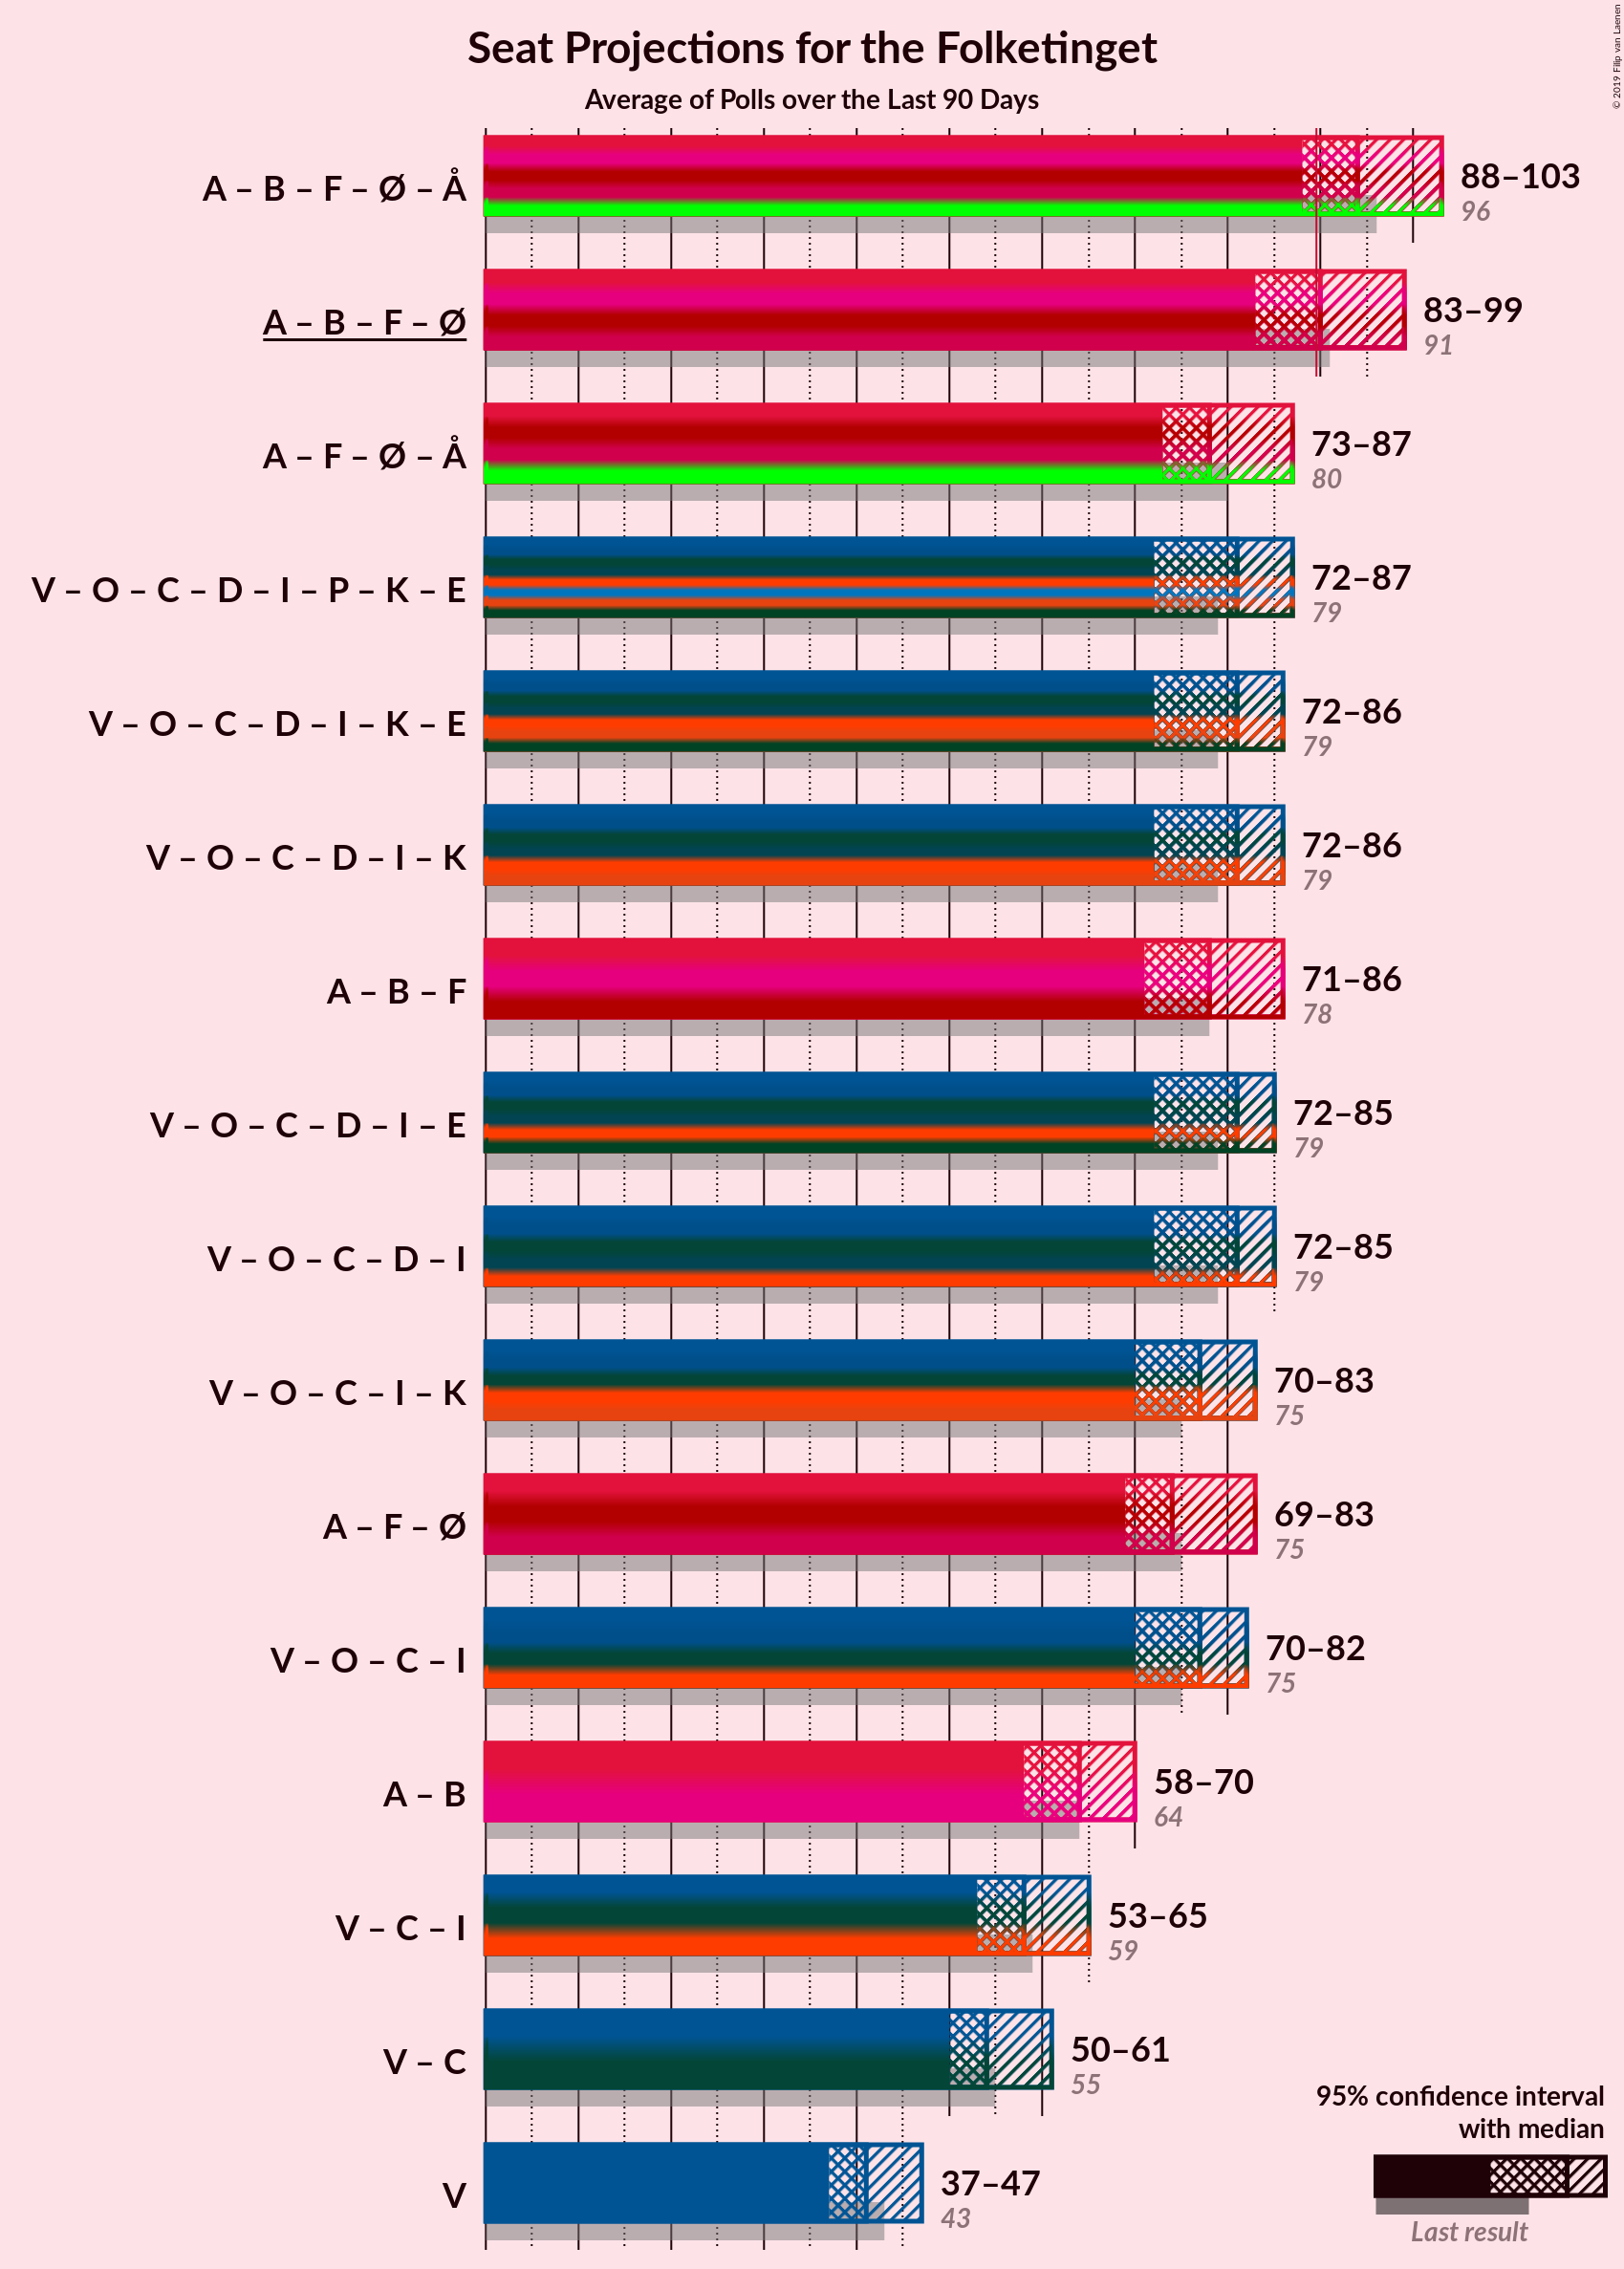 © 2019 Filip van Laenen
Seat Projections for the Folketinget
Average of Polls over the Last 90 Days
A – B – F – Ø – Å
88–103
96
A – B – F – Ø
83–99
91
A – F – Ø – Å
73–87
80
V – O – C – D – I – P – K – E
72–87
79
V – O – C – D – I – K – E
72–86
79
V – O – C – D – I – K
72–86
79
A – B – F
71–86
78
V – O – C – D – I – E
72–85
79
V – O – C – D – I
72–85
79
V – O – C – I – K
70–83
75
A – F – Ø
69–83
75
V – O – C – I
70–82
75
A – B
58–70
64
V – C – I
53–65
59
V – C
50–61
55
V
37–47
43
95% confidence interval
with median
Last result